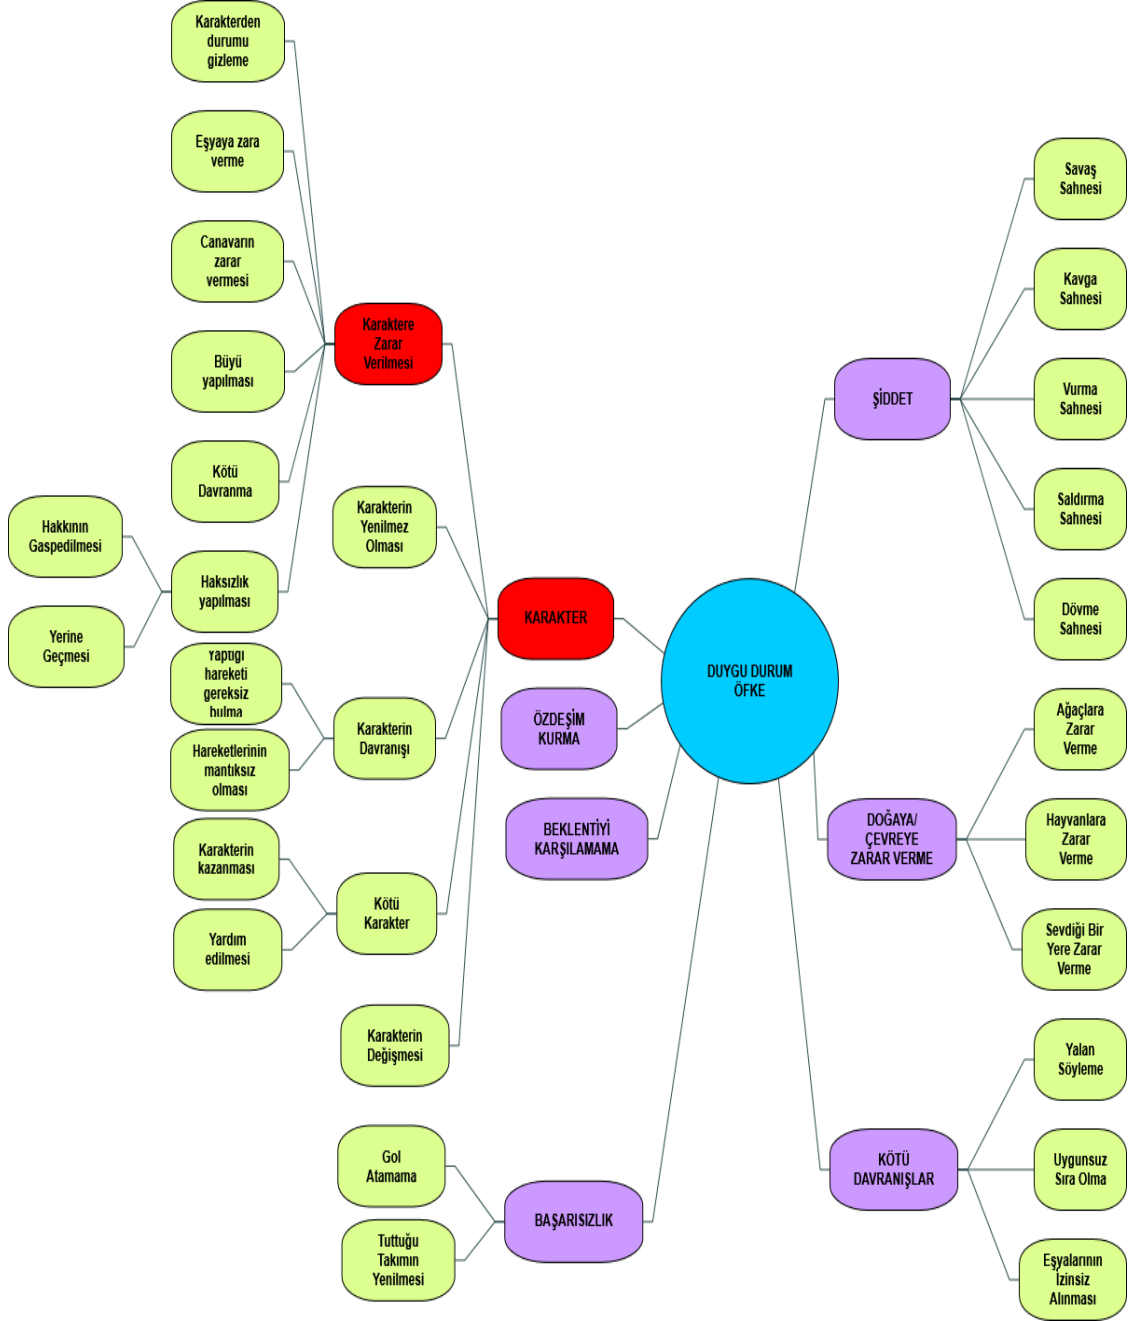 Karakterden
durumu
gizleme
Eşyaya zara
verme
Canavarın
zarar
vermesi
Büyü
yapılması
Kötü
Davranma
Haksızlık
yapılması
Hakkının
Gaspedilmesi
Yerine
Geçmesi
Karaktere
Zarar
Verilmesi
Karakterin
Yenilmez
Olması
Yaptığı
hareketi
gereksiz
bulma
Hareketlerinin
mantıksız
olması
Karakterin
Davranışı
Karakterin
kazanması
Yardım
edilmesi
Kötü
Karakter
Karakterin
Değişmesi
KARAKTER
ÖZDEŞİM
KURMA
BEKLENTİYİ
KARŞILAMAMA
Gol
Atamama
Tuttuğu
Takımın
Yenilmesi
BAŞARISIZLIK
DUYGU DURUM
ÖFKE
ŞİDDET
Savaş
Sahnesi
Kavga
Sahnesi
Vurma
Sahnesi
Saldırma
Sahnesi
Dövme
Sahnesi
DOĞAYA/
ÇEVREYE
ZARAR VERME
Ağaçlara
Zarar
Verme
Hayvanlara
Zarar
Verme
Sevdiği Bir
Yere Zarar
Verme
KÖTÜ
DAVRANIŞLAR
Yalan
Söyleme
Uygunsuz
Sıra Olma
Eşyalarının
İzinsiz
Alınması